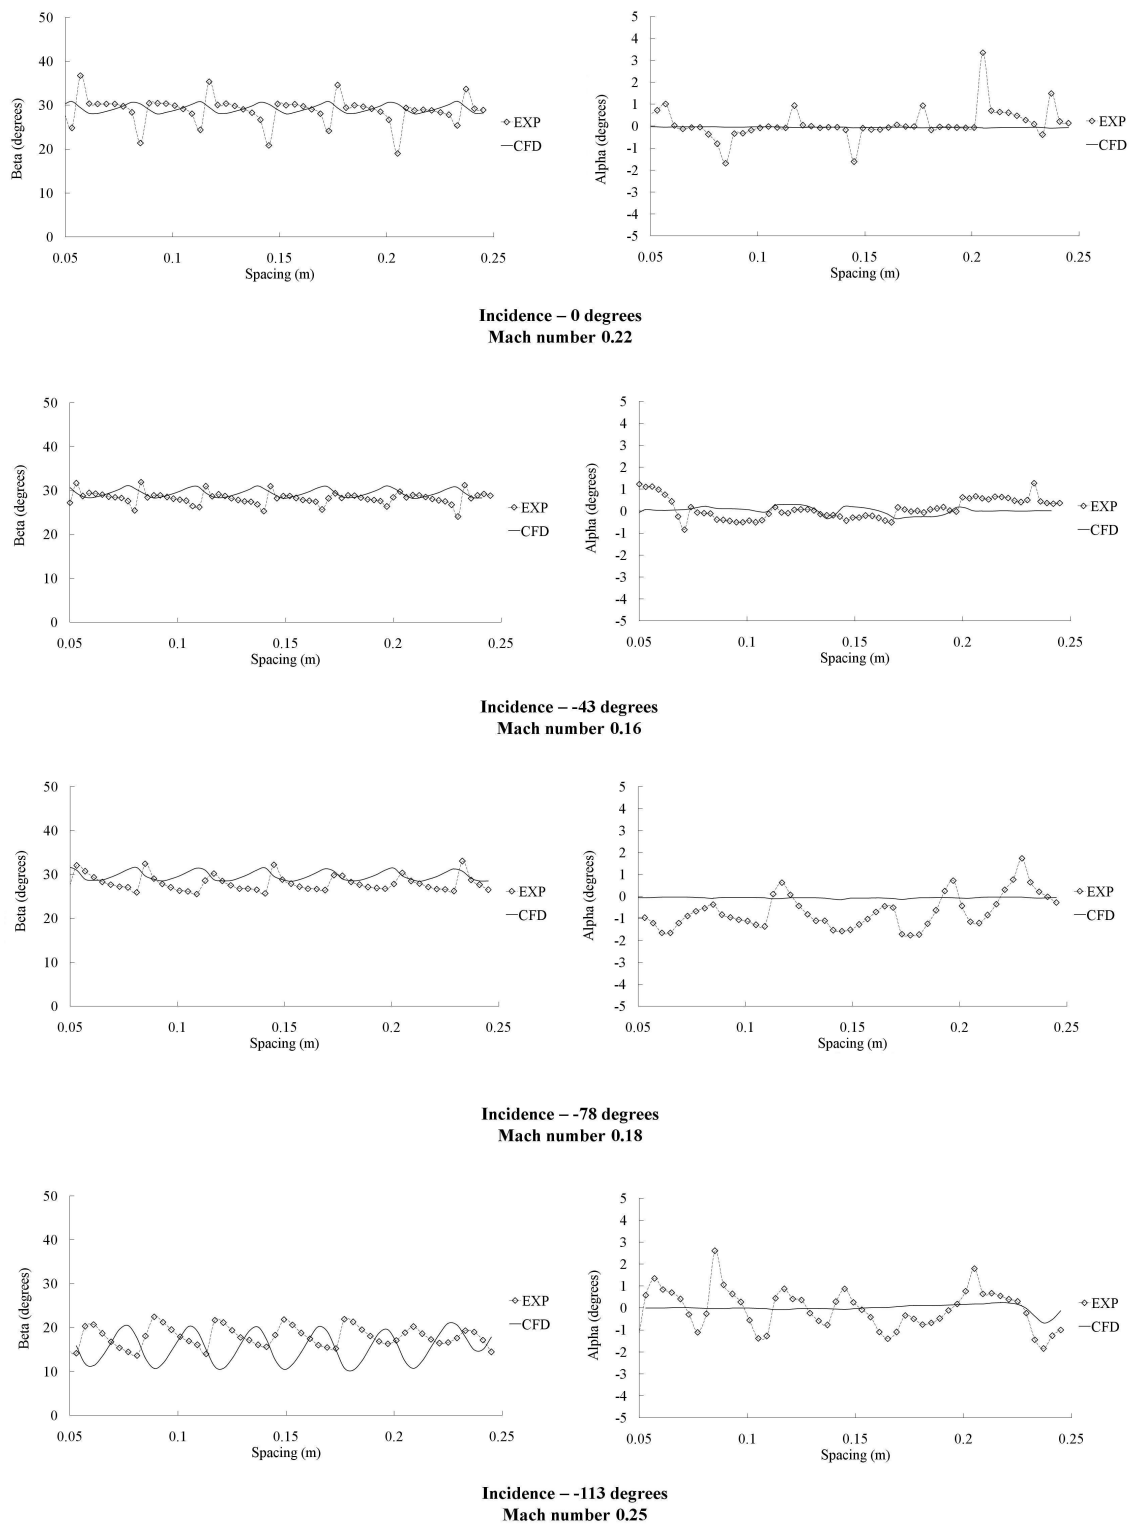 50
40
30
20
10
0
Beta (degrees)
0.05 0.1 0.15 0.2 0.25
Spacing (m)
EXP
CFD
5
4
3
2
1
0
-1
-2
-3
-4
-5
Alpha (degrees)
0.05 0.1 0.15 0.2 0.25
Spacing (m)
EXP
CFD
Incidence – 0 degrees
Mach number 0.22
50
40
30
20
10
0
Beta (degrees)
0.05 0.1 0.15 0.2 0.25
Spacing (m)
EXP
CFD
5
4
3
2
1
0
-1
-2
-3
-4
-5
Alpha (degrees)
0.05 0.1 0.15 0.2 0.25
Spacing (m)
EXP
CFD
Incidence – -43 degrees
Mach number 0.16
50
40
30
20
10
0
Beta (degrees)
0.05 0.1 0.15 0.2 0.25
Spacing (m)
EXP
CFD
5
4
3
2
1
0
-1
-2
-3
-4
-5
Alpha (degrees)
0.05 0.1 0.15 0.2 0.25
Spacing (m)
EXP
CFD
Incidence – -78 degrees
Mach number 0.18
50
40
30
20
10
0
Beta (degrees)
0.05 0.1 0.15 0.2 0.25
Spacing (m)
EXP
CFD
5
4
3
2
1
0
-1
-2
-3
-4
-5
Alpha (degrees)
0.05 0.1 0.15 0.2 0.25
Spacing (m)
EXP
CFD
Incidence – -113 degrees
Mach number 0.25